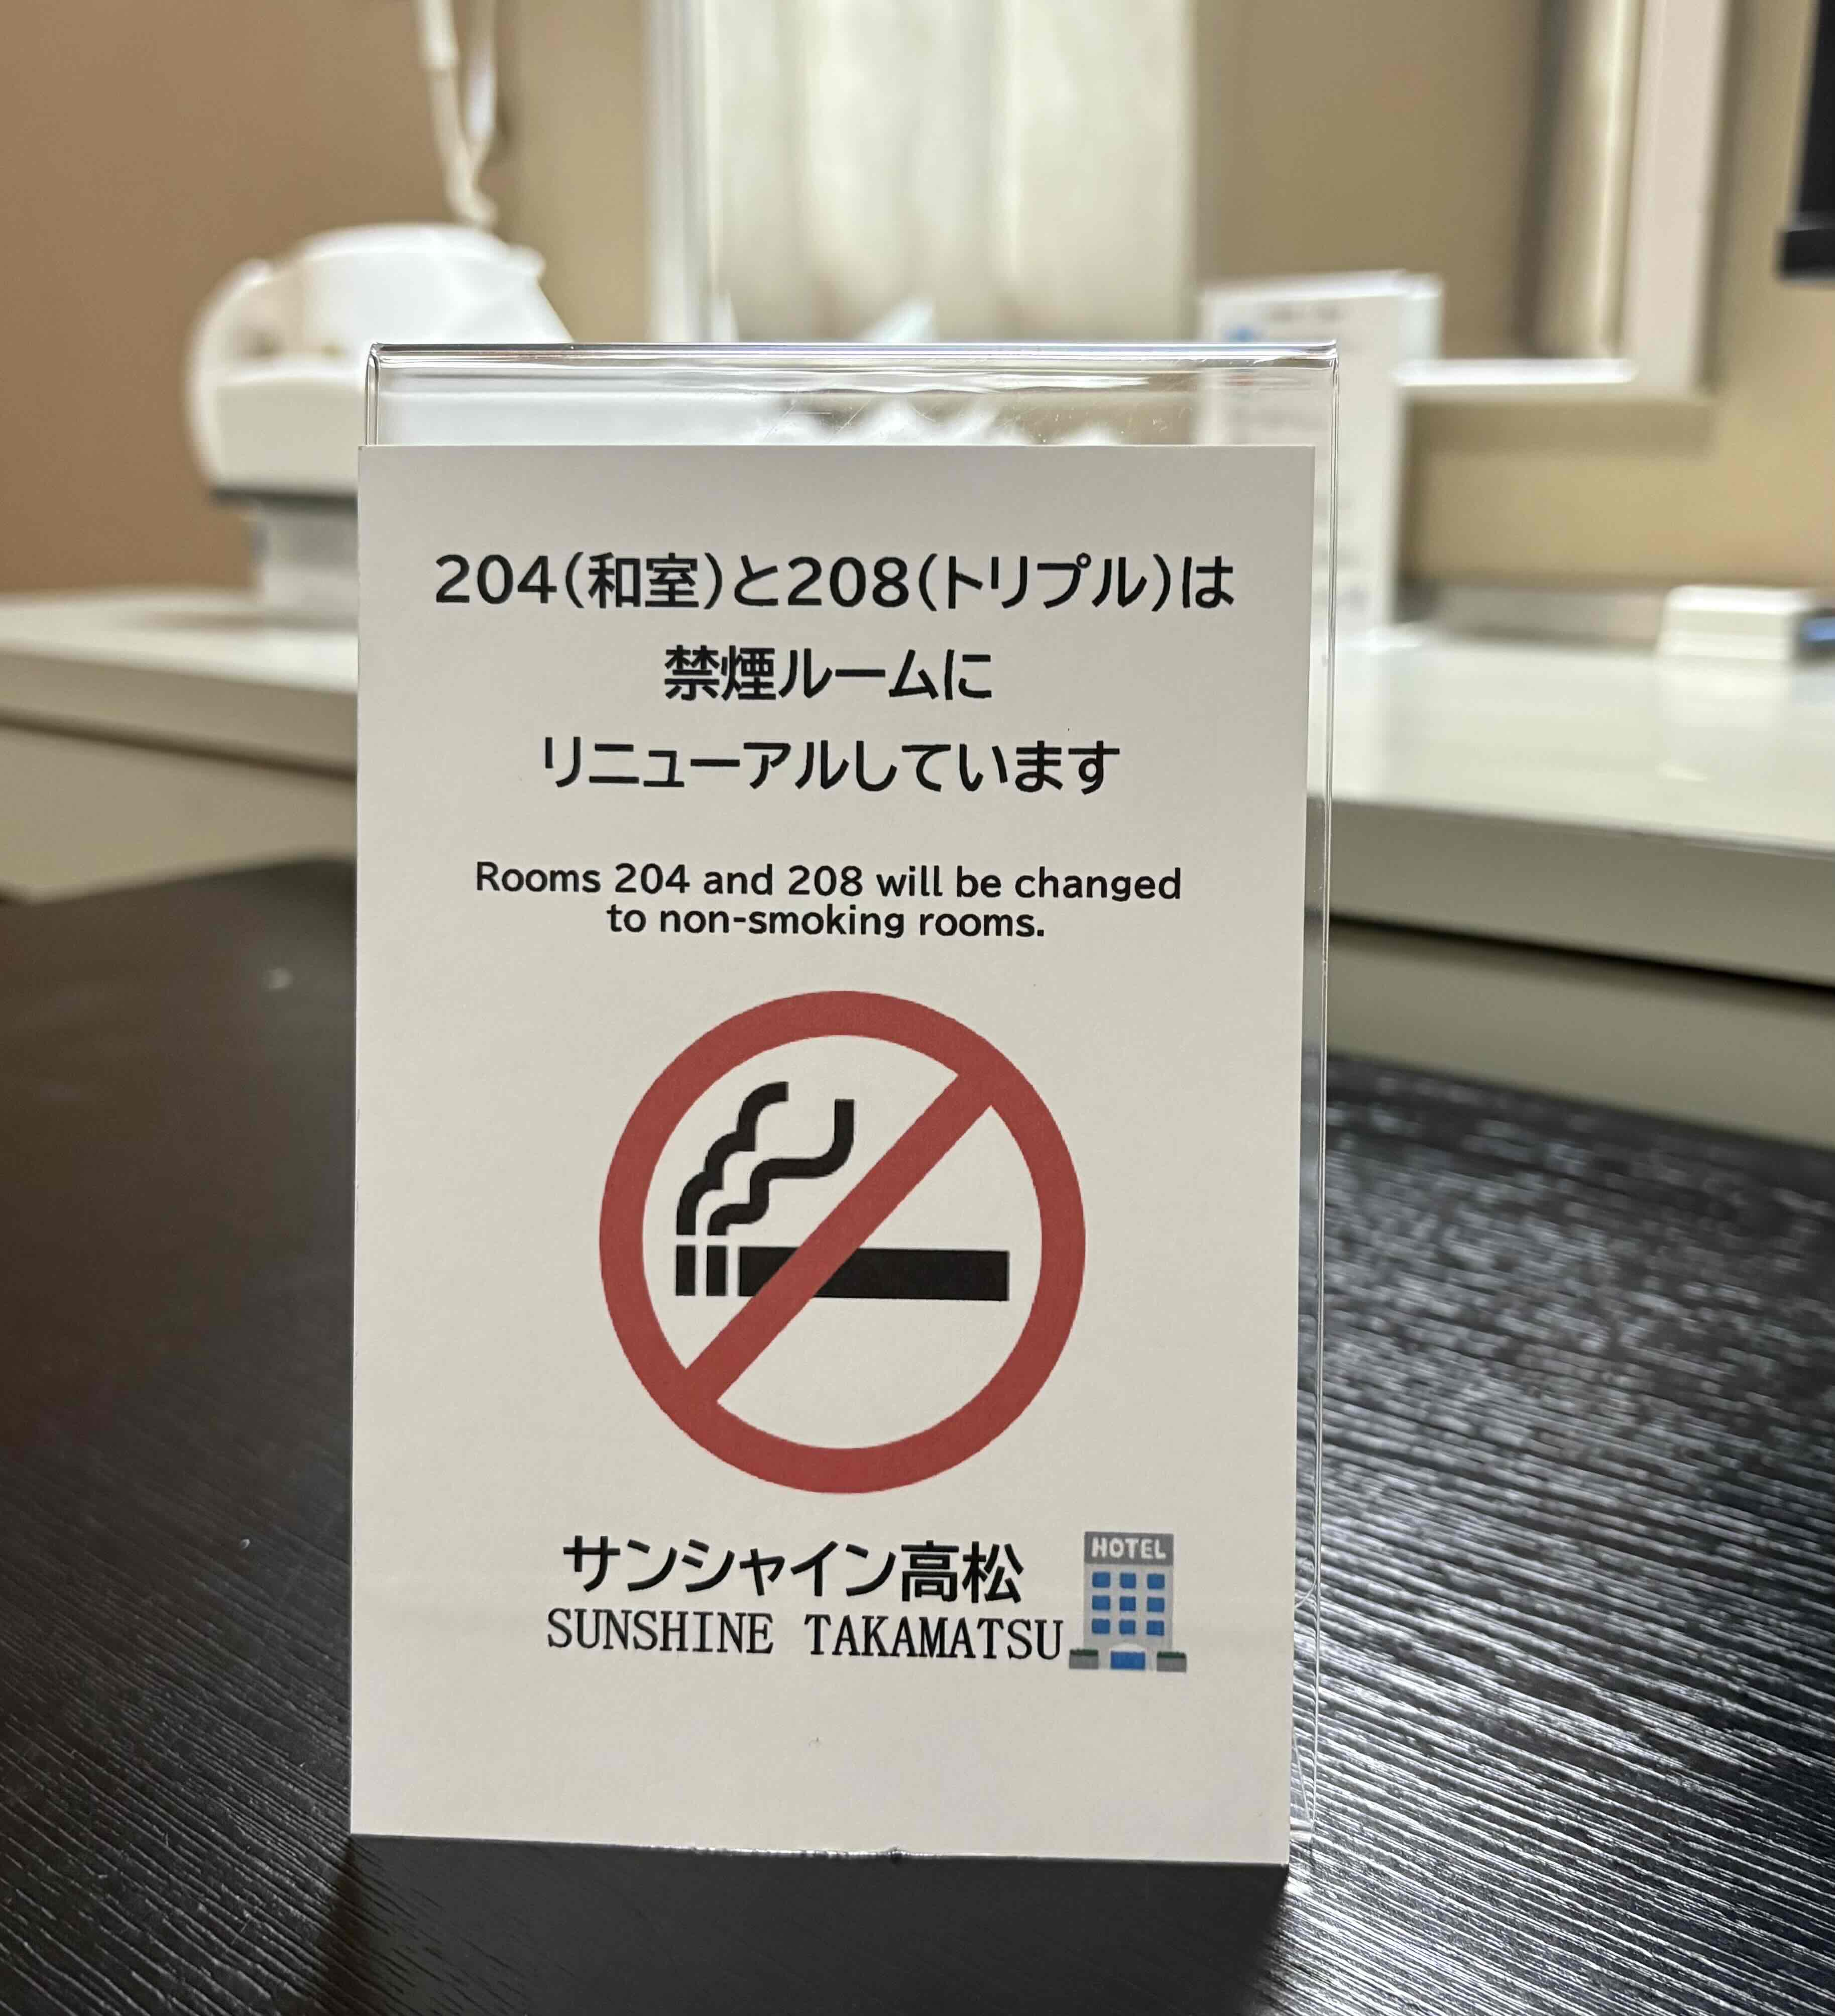 204(和室)と208(トリプル)は
禁煙ルームに
リニューアルしています
Rooms 204 and 208 will be changed
to non-smoking rooms.
サンシャイン高松
SUNSHINE TAKAMATSU
HOTEL